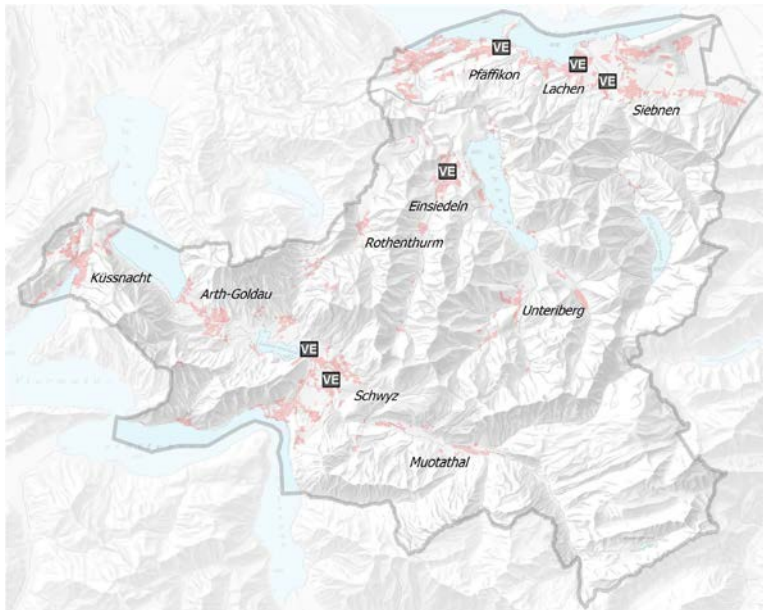 VE
Pfäffikon
VE
Lachen
VE
Siebnen
VE
Einsiedeln
Rothenthurm
Küssnacht
Arth-Goldau
Unteriberg
VE
VE
Schwyz
Muotathal